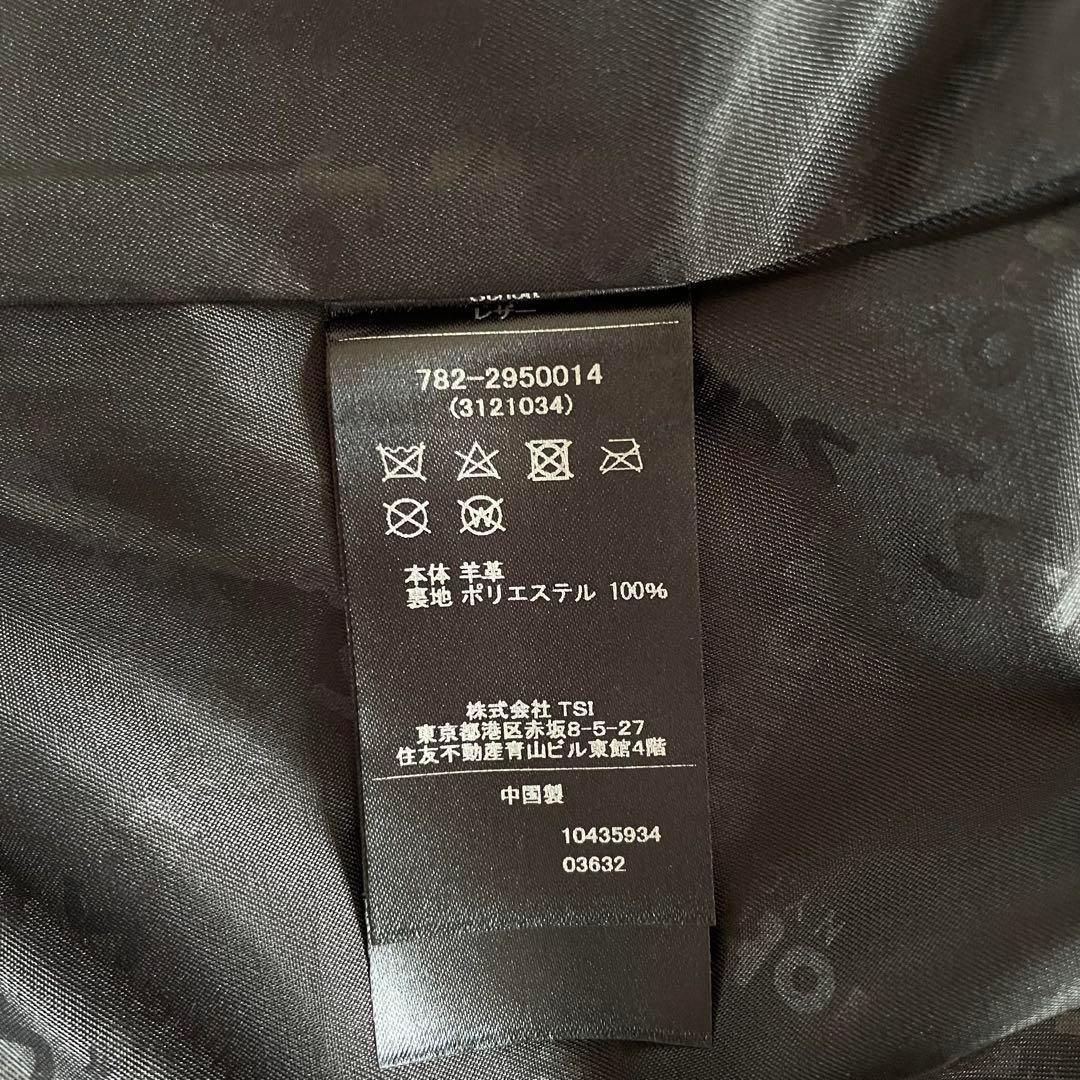 Schott
レザー
782-2950014
(3121034)
W
本体 羊革
裏地 ポリエステル 100%
株式会社 TSI
東京都港区赤坂8-5-27
住友不動産青山ビル東館4階
中国製
10435934
03632